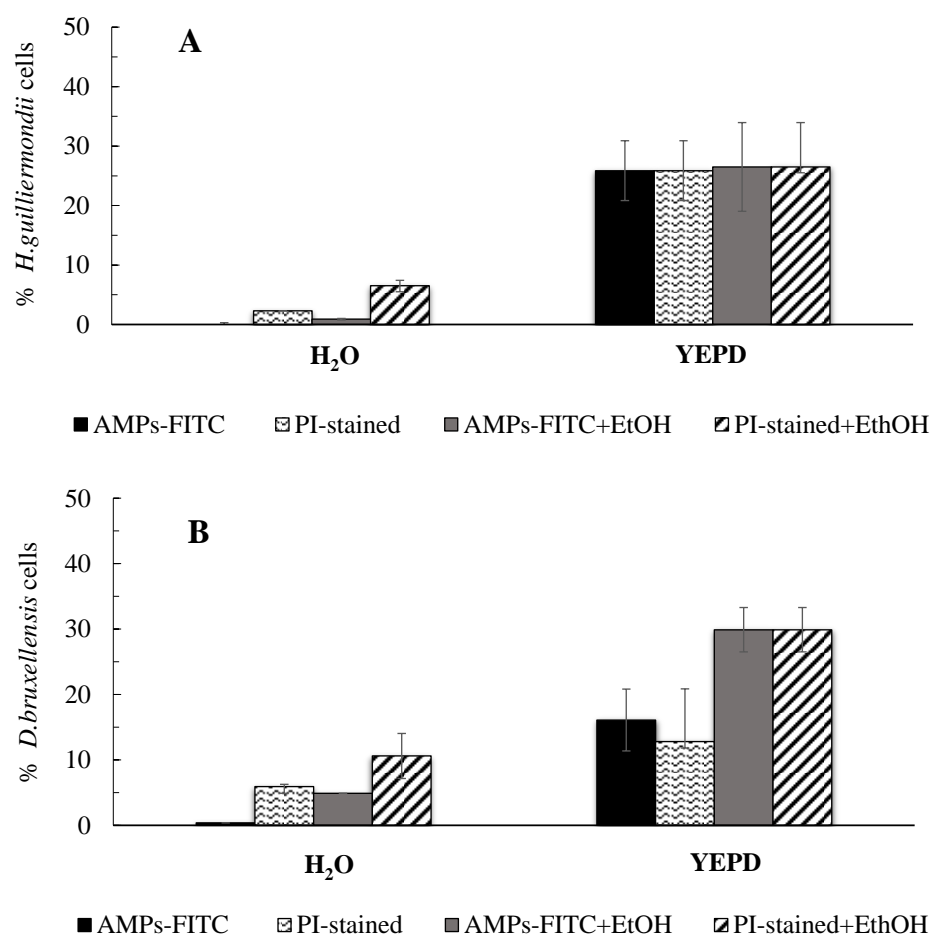 A
50
40
30
20
10
0
% H.guilliermondii cells
H₂O YEPD
AMPs-FITC PI-stained AMPs-FITC+EtOH PI-stained+EthOH
B
50
40
30
20
10
0
% D.bruxellensis cells
H₂O YEPD
AMPs-FITC PI-stained AMPs-FITC+EtOH PI-stained+EthOH